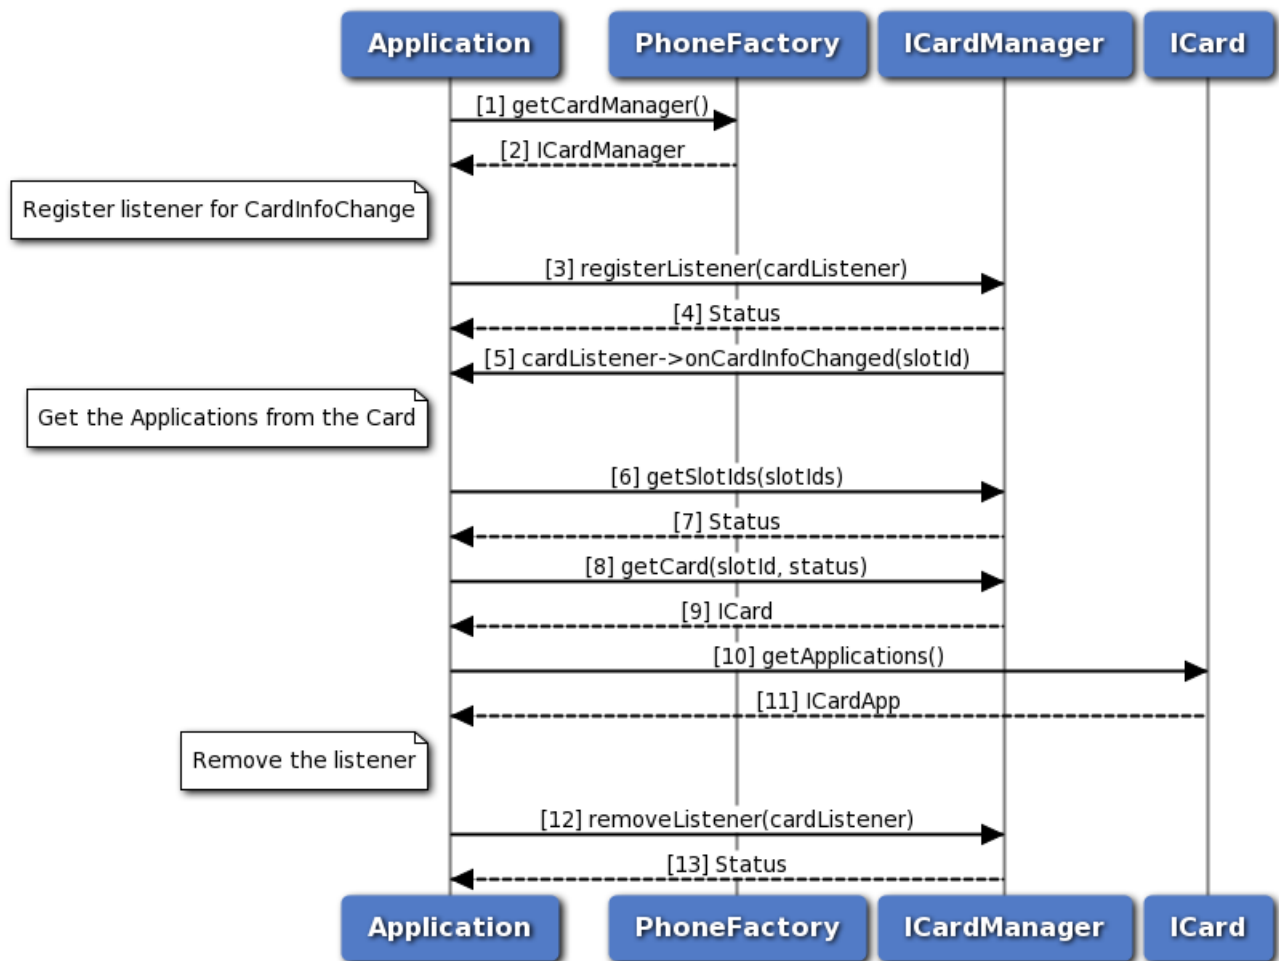 Application PhoneFactory ICardManager ICard
[1] getCardManager()
[2] ICardManager
Register listener for CardInfoChange
[3] registerListener(cardListener)
[4] Status
[5] cardListener->onCardInfoChanged(slotId)
Get the Applications from the Card
[6] getSlotIds(slotIds)
[7] Status
[8] getCard(slotId, status)
[9] ICard
[10] getApplications()
[11] ICardApp
Remove the listener
[12] removeListener(cardListener)
[13] Status
Application PhoneFactory ICardManager ICard